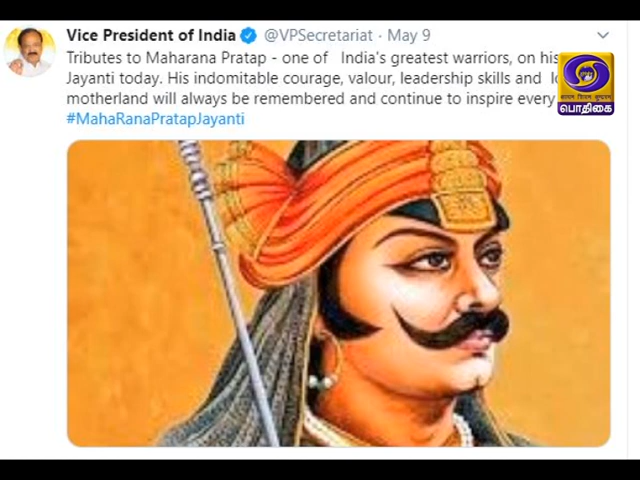 Vice President of India @VPSecretariat · May 9
Tributes to Maharana Pratap - one of India's greatest warriors, on his
Jayanti today. His indomitable courage, valour, leadership skills and
motherland will always be remembered and continue to inspire every
#MahaRanaPratapJayanti
பொதிகை